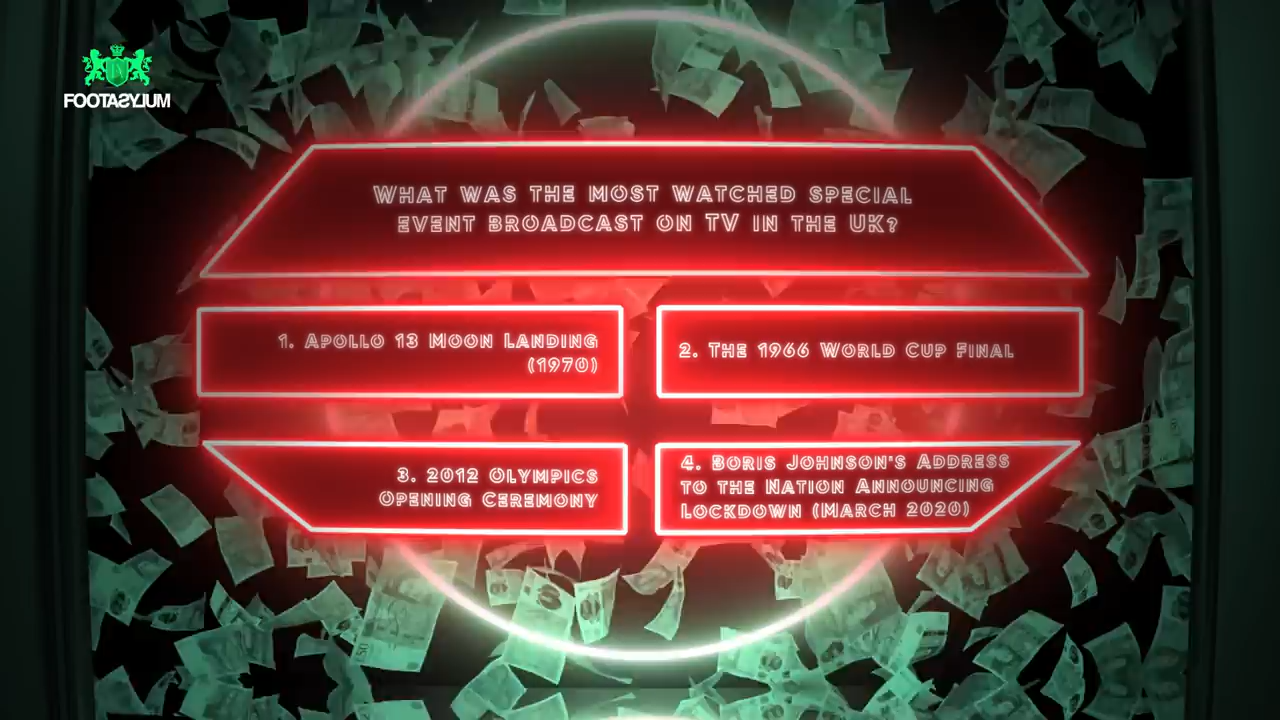 FOOTASYLUM
WHAT WAS THE MOST WATCHED SPECIAL
EVENT BROADCAST ON TV IN THE UK?
1. APOLLO 13 MOON LANDING
(1970)
2. THE 1966 WORLD CUP FINAL
3. 2012 OLYMPICS
OPENING CEREMONY
4. BORIS JOHNSON'S ADDRESS
TO THE NATION ANNOUNCING
LOCKDOWN (MARCH 2020)